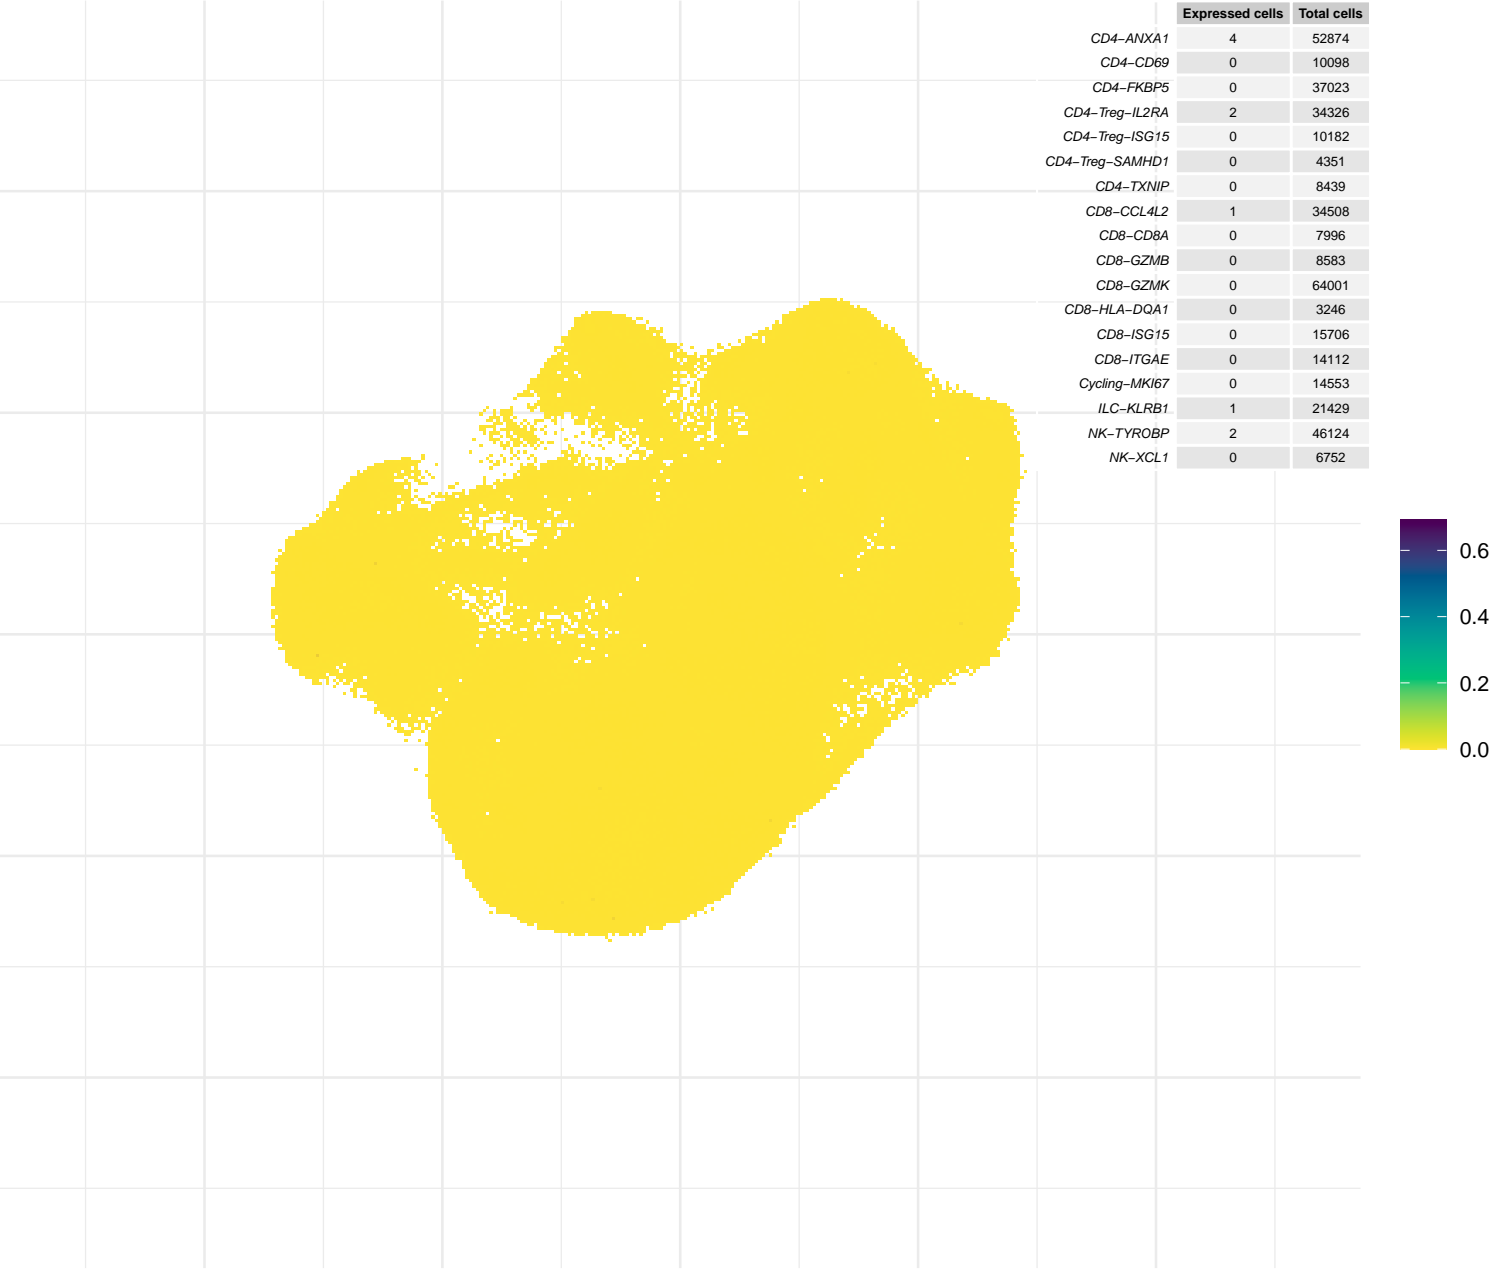 Expressed cells Total cells
CD4−ANXA1 4 52874
CD4−CD69 0 10098
CD4−FKBP5 0 37023
CD4−Treg−IL2RA 2 34326
CD4−Treg−ISG15 0 10182
CD4−Treg−SAMHD1 0 4351
CD4−TXNIP 0 8439
CD8−CCL4L2 1 34508
CD8−CD8A 0 7996
CD8−GZMB 0 8583
CD8−GZMK 0 64001
CD8−HLA−DQA1 0 3246
CD8−ISG15 0 15706
CD8−ITGAE 0 14112
Cycling−MKI67 0 14553
ILC−KLRB1 1 21429
NK−TYROBP 2 46124
NK−XCL1 0 6752
0.6
0.4
0.2
0.0